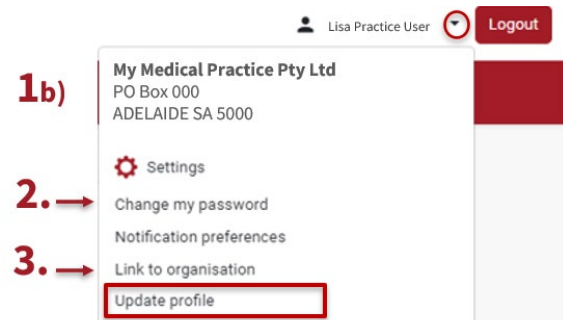 Lisa Practice User
Logout
1b)
My Medical Practice Pty Ltd
PO Box 000
ADELAIDE SA 5000
Settings
2.
Change my password
Notification preferences
3.
Link to organisation
Update profile